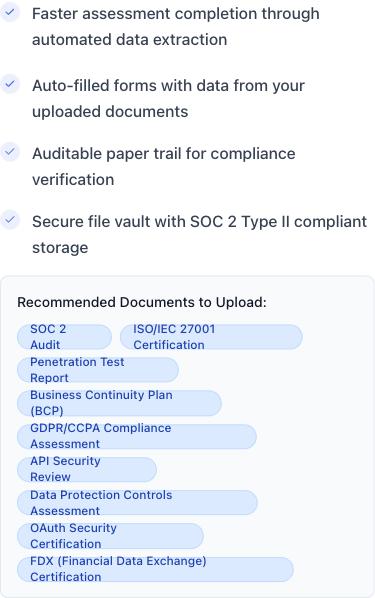 Faster assessment completion through
automated data extraction
Auto-filled forms with data from your
uploaded documents
Auditable paper trail for compliance
verification
Secure file vault with SOC 2 Type II compliant
storage
Recommended Documents to Upload:
SOC 2
Audit
ISO/IEC 27001
Certification
Penetration Test
Report
Business Continuity Plan
(BCP)
GDPR/CCPA Compliance
Assessment
API Security
Review
Data Protection Controls
Assessment
OAuth Security
Certification
FDX (Financial Data Exchange)
Certification